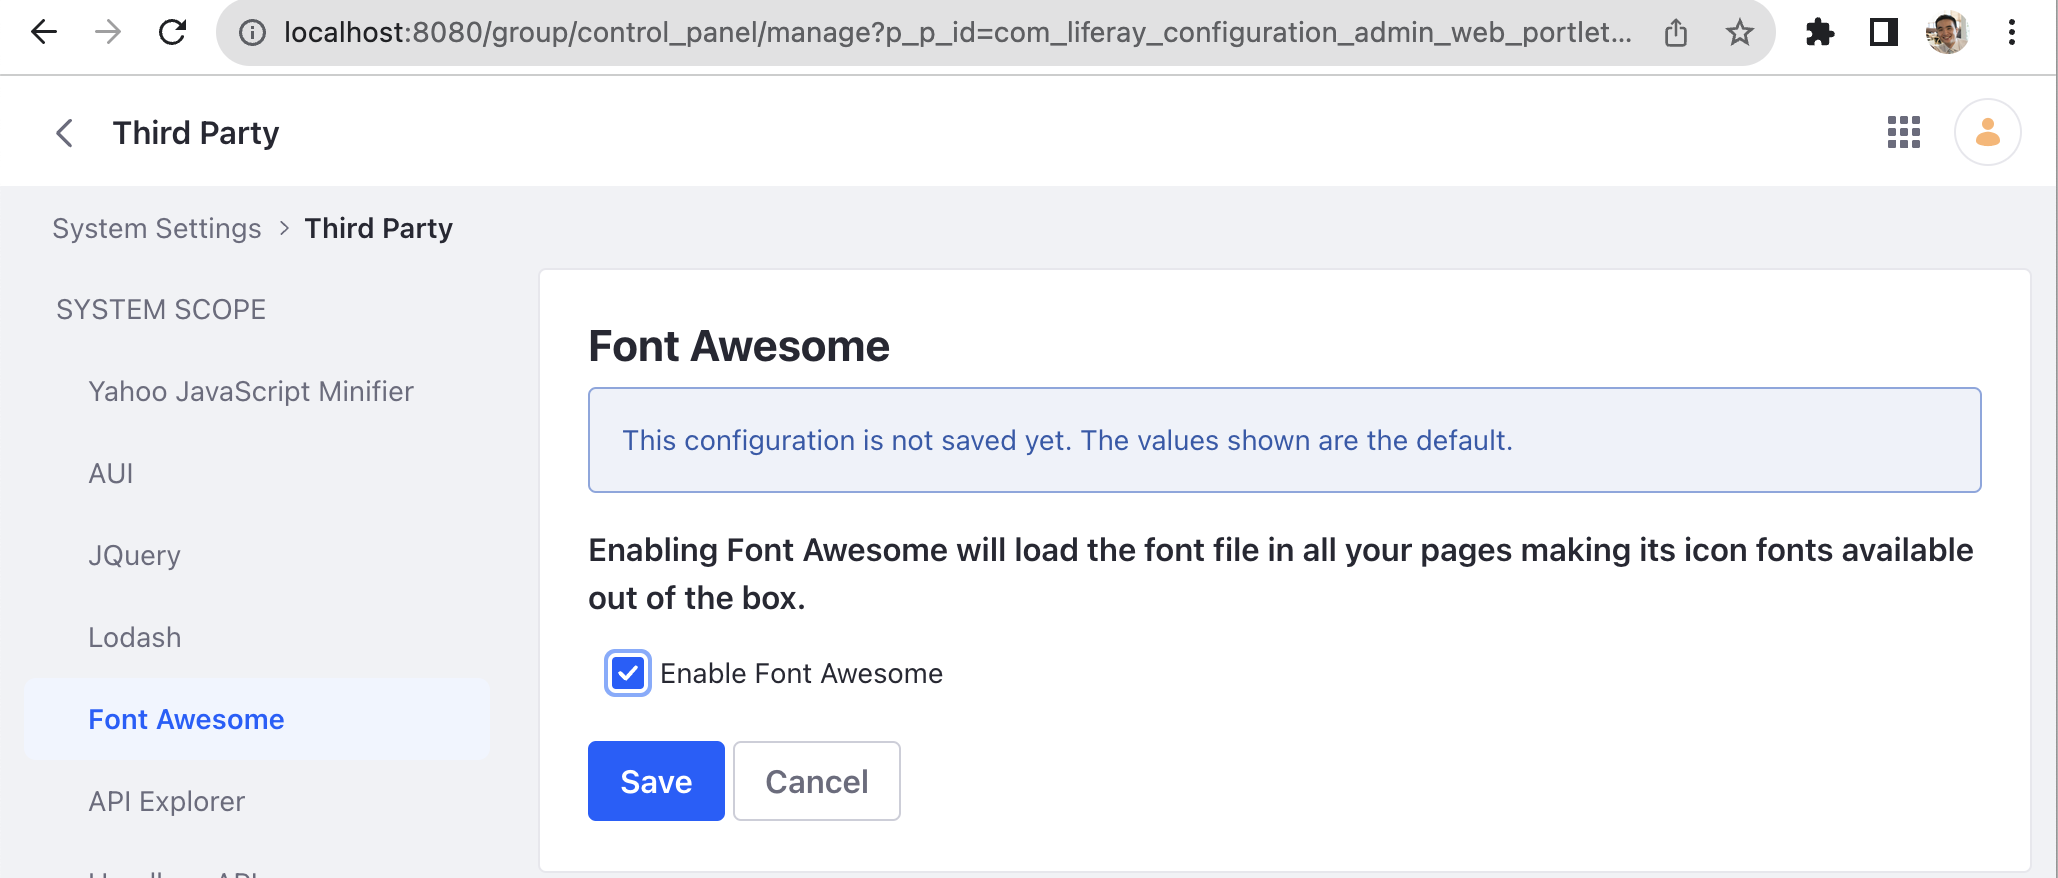 localhost:8080/group/control_panel/manage?p_p_id=com_liferay_configuration_admin_web_portlet...
Third Party
System Settings > Third Party
SYSTEM SCOPE
Yahoo JavaScript Minifier
AUI
JQuery
Lodash
Font Awesome
API Explorer
Font Awesome
This configuration is not saved yet. The values shown are the default.
Enabling Font Awesome will load the font file in all your pages making its icon fonts available
out of the box.
Enable Font Awesome
Save Cancel